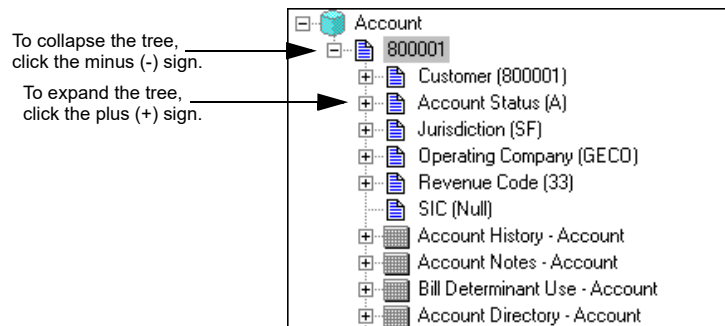 To collapse the tree,
click the minus (-) sign.
To expand the tree,
click the plus (+) sign.
Account
800001
Customer (800001)
Account Status (A)
Jurisdiction (SF)
Operating Company (GECO)
Revenue Code (33)
SIC (Null)
Account History - Account
Account Notes - Account
Bill Determinant Use - Account
Account Directory - Account